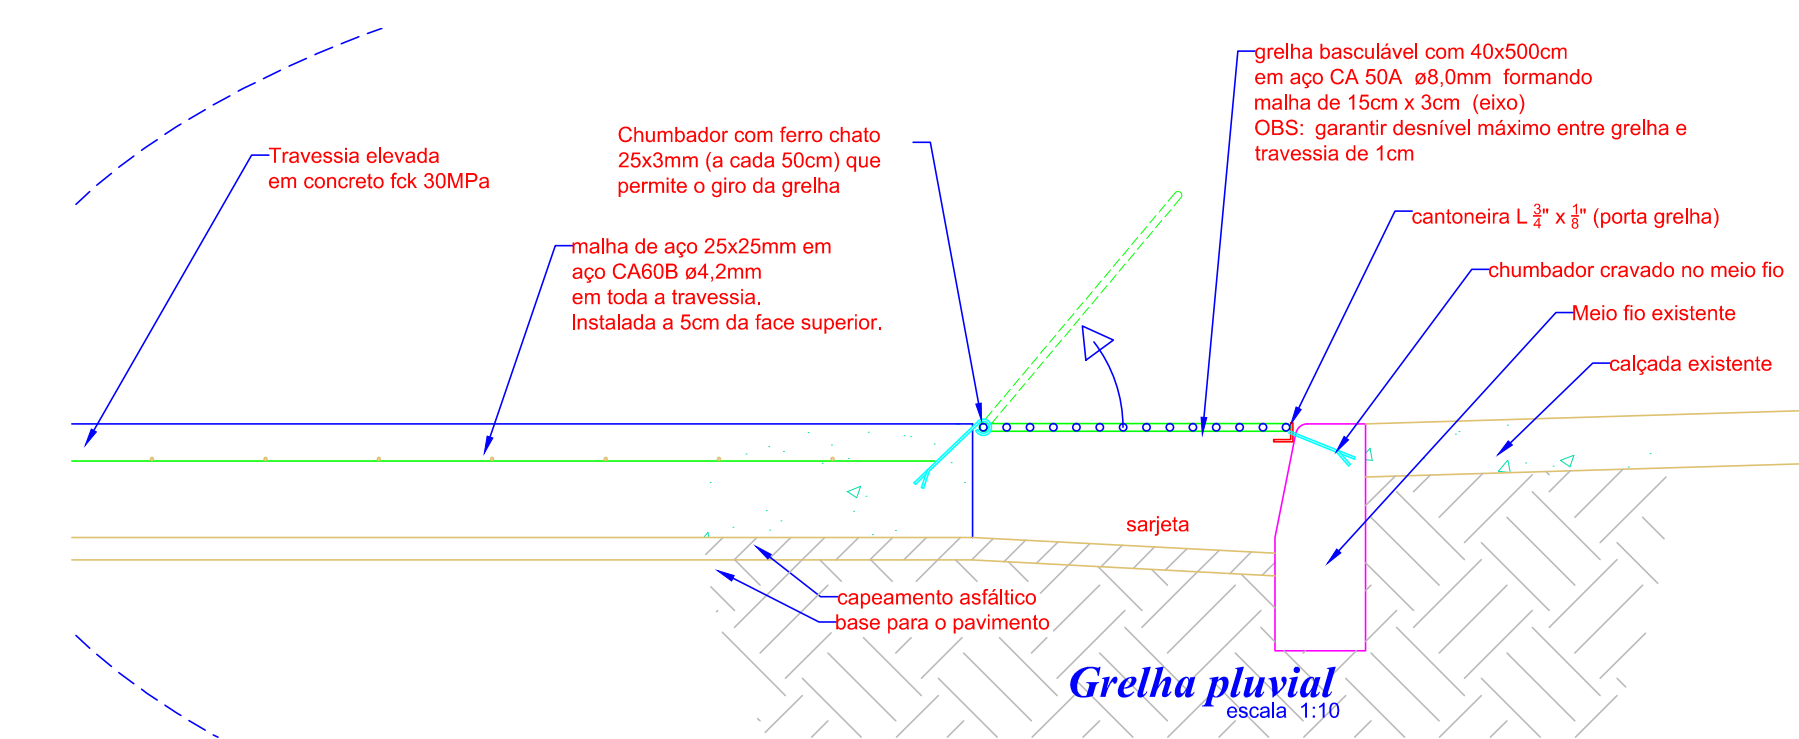 grelha basculável com 40x500cm
em aço CA 50A ø8,0mm formando
malha de 15cm x 3cm (eixo)
OBS: garantir desnível máximo entre grelha e
travessia de 1cm
Chumbador com ferro chato
25x3mm (a cada 50cm) que
permite o giro da grelha
Travessia elevada
em concreto fck 30MPa
cantoneira L 3/4" x 1/8" (porta grelha)
malha de aço 25x25mm em
aço CA60B ø4,2mm
em toda a travessia.
Instalada a 5cm da face superior.
chumbador cravado no meio fio
Meio fio existente
calçada existente
sarjeta
capeamento asfáltico
base para o pavimento
Grelha pluvial
escala 1:10